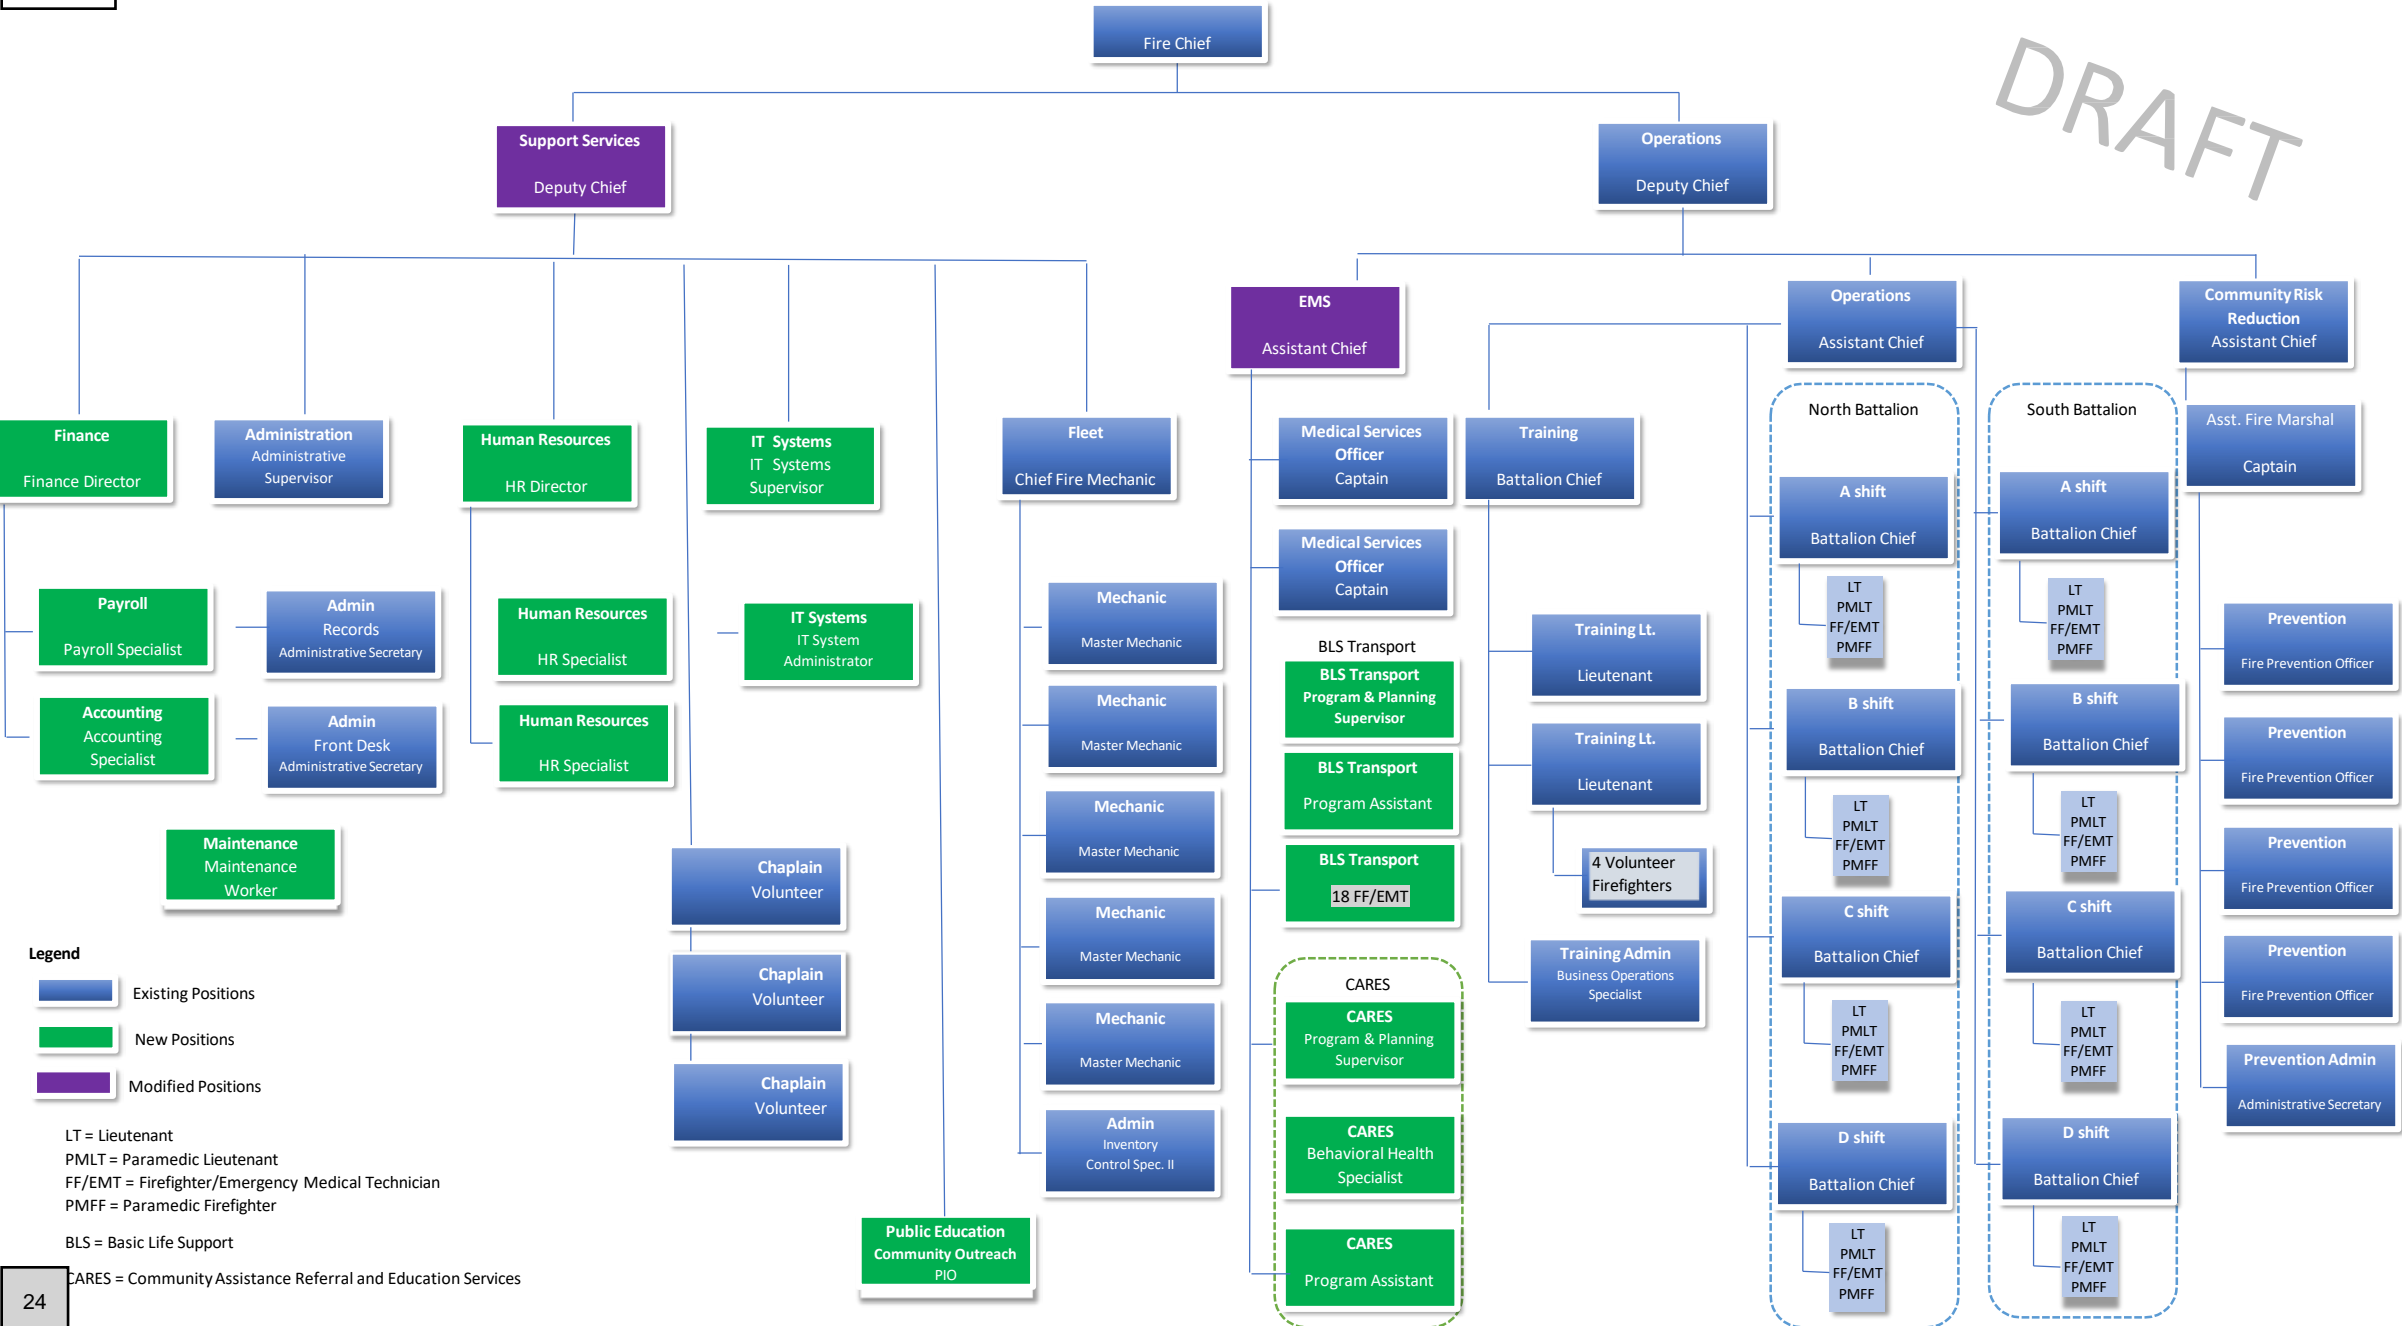 Fire Chief
DRAFT
Support Services
Deputy Chief
Operations
Deputy Chief
EMS
Assistant Chief
Operations
Assistant Chief
Community Risk
Reduction
Assistant Chief
Finance
Finance Director
Administration
Administrative
Supervisor
Human Resources
HR Director
IT Systems
IT Systems
Supervisor
Fleet
Chief Fire Mechanic
Payroll
Payroll Specialist
Accounting
Accounting
Specialist
Admin
Records
Administrative Secretary
Admin
Front Desk
Administrative Secretary
Maintenance
Maintenance
Worker
Human Resources
HR Specialist
Human Resources
HR Specialist
IT Systems
IT System
Administrator
Chaplain
Volunteer
Chaplain
Volunteer
Chaplain
Volunteer
Public Education
Community Outreach
PIO
Mechanic
Master Mechanic
Mechanic
Master Mechanic
Mechanic
Master Mechanic
Mechanic
Master Mechanic
Mechanic
Master Mechanic
Admin
Inventory
Control Spec. II
Medical Services
Officer
Captain
Medical Services
Officer
Captain
BLS Transport
BLS Transport
Program & Planning
Supervisor
BLS Transport
Program Assistant
BLS Transport
18 FF/EMT
CARES
CARES
Program & Planning
Supervisor
CARES
Behavioral Health
Specialist
CARES
Program Assistant
Training
Battalion Chief
Training Lt.
Lieutenant
Training Lt.
Lieutenant
4 Volunteer
Firefighters
Training Admin
Business Operations
Specialist
North Battalion
A shift
Battalion Chief
LT
PMLT
FF/EMT
PMFF
B shift
Battalion Chief
LT
PMLT
FF/EMT
PMFF
C shift
Battalion Chief
LT
PMLT
FF/EMT
PMFF
D shift
Battalion Chief
LT
PMLT
FF/EMT
PMFF
South Battalion
A shift
Battalion Chief
LT
PMLT
FF/EMT
PMFF
B shift
Battalion Chief
LT
PMLT
FF/EMT
PMFF
C shift
Battalion Chief
LT
PMLT
FF/EMT
PMFF
D shift
Battalion Chief
LT
PMLT
FF/EMT
PMFF
Asst. Fire Marshal
Captain
Prevention
Fire Prevention Officer
Prevention
Fire Prevention Officer
Prevention
Fire Prevention Officer
Prevention
Fire Prevention Officer
Prevention Admin
Administrative Secretary
Legend
Existing Positions
New Positions
Modified Positions
LT = Lieutenant
PMLT = Paramedic Lieutenant
FF/EMT = Firefighter/Emergency Medical Technician
PMFF = Paramedic Firefighter
BLS = Basic Life Support
CARES = Community Assistance Referral and Education Services
24